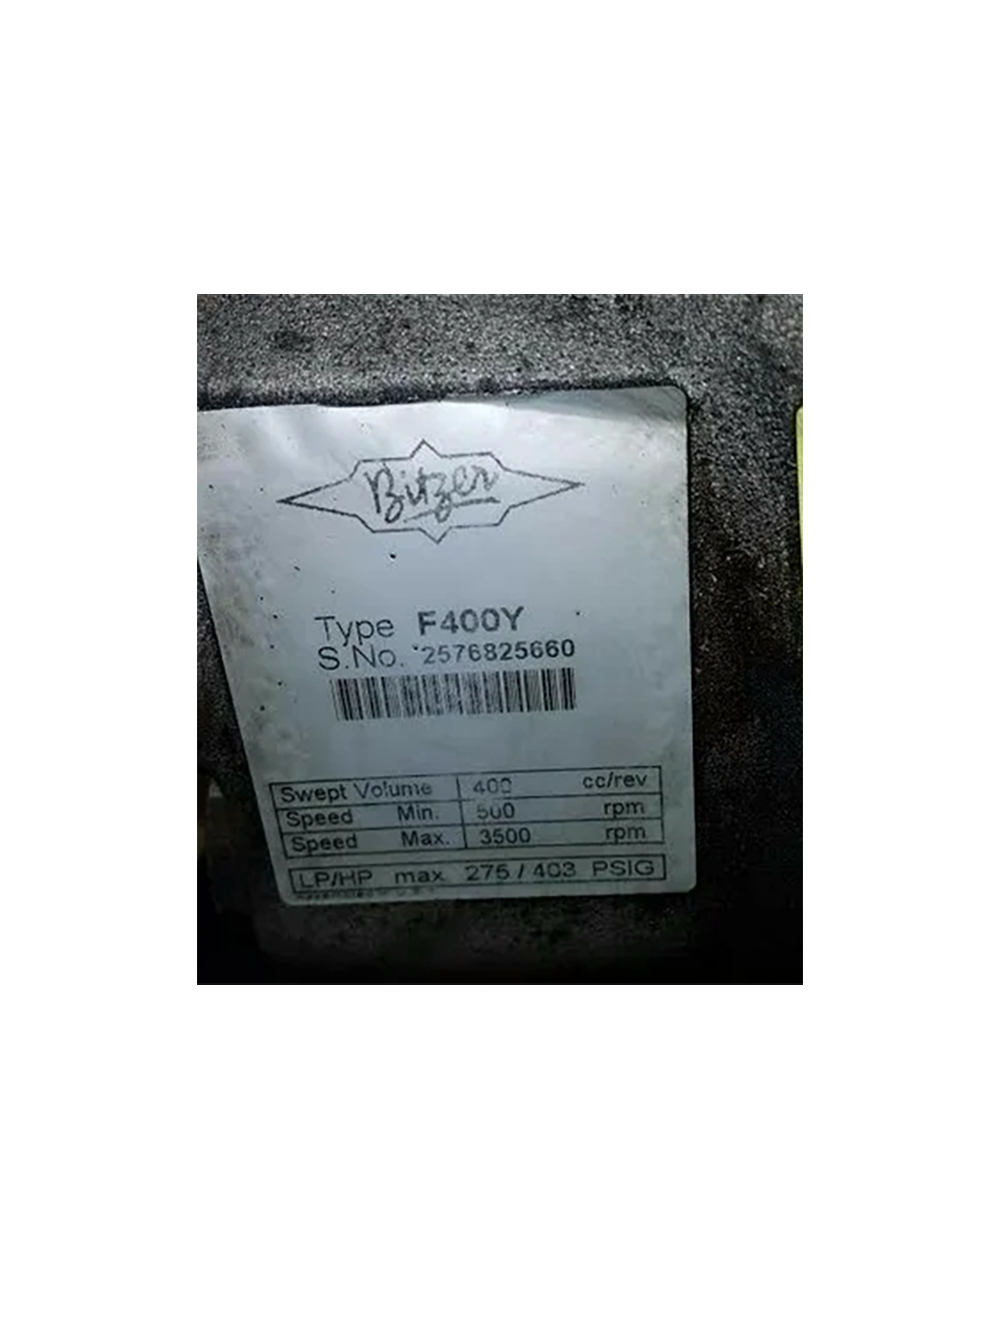 Bitzer
Type F400Y
S.No. 2576825660
Swept Volume 400 cc/rev
Speed Min. 500 rpm
Speed Max. 3500 rpm
LP/HP max 275 / 403 PSIG